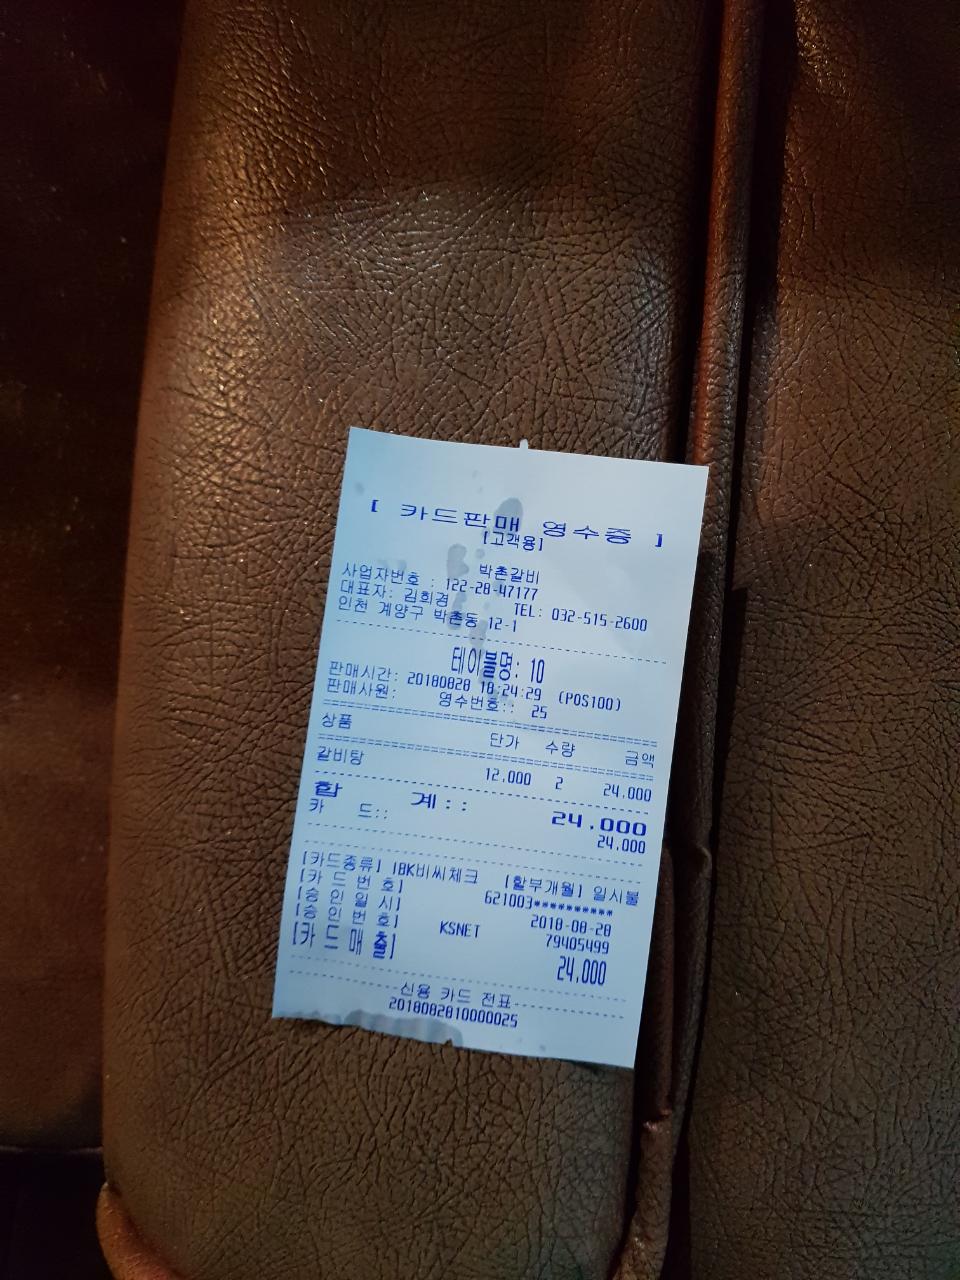 [ 카드판매 영수증 ]
[고객용]
박촌갈비
사업자번호 : 122-28-47177
대표자: 김희경 TEL: 032-515-2600
인천 계양구 박촌동 12-1
테이블명: 10
판매시간: 20180828 18:24:29 (POS100)
판매사원: 영수번호:: 25
상품 단가 수량 금액
갈비탕 12,000 2 24,000
합 계:: 24,000
카 드:: 24,000
[카드종류] IBK비씨체크 [할부개월] 일시불
[카 드 번 호] 621003**********
[승 인 일 시] 2018-08-28
[승 인 번 호] KSNET 79405499
[카 드 매 출] 24,000
신용 카드 전표
2018082810000025